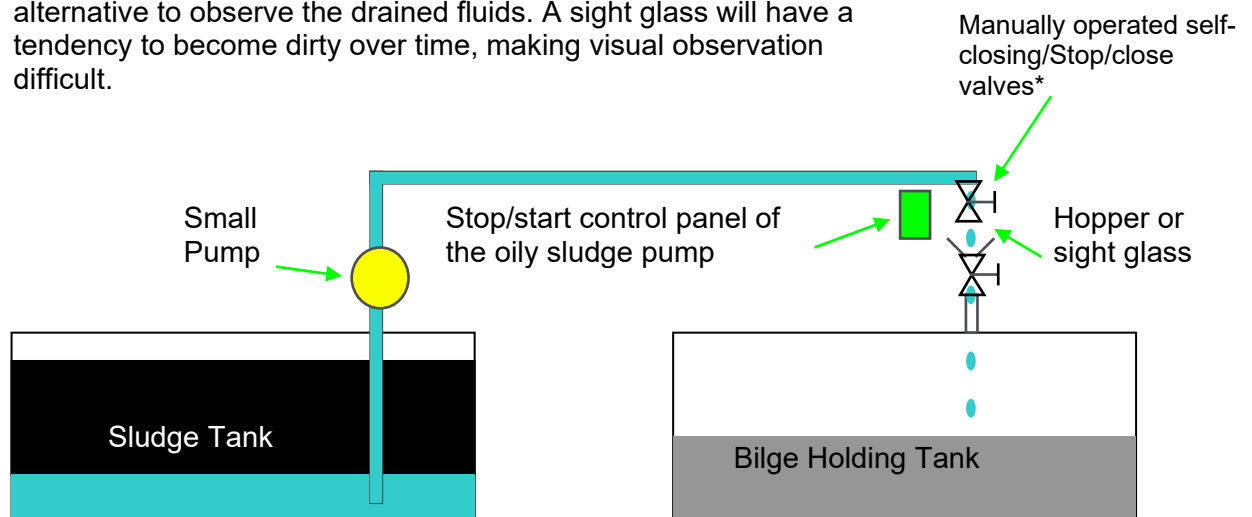 alternative to observe the drained fluids. A sight glass will have a
tendency to become dirty over time, making visual observation
difficult.
Manually operated self-
closing/Stop/close
valves*
Small
Pump
Stop/start control panel of
the oily sludge pump
Hopper or
sight glass
Sludge Tank
Bilge Holding Tank